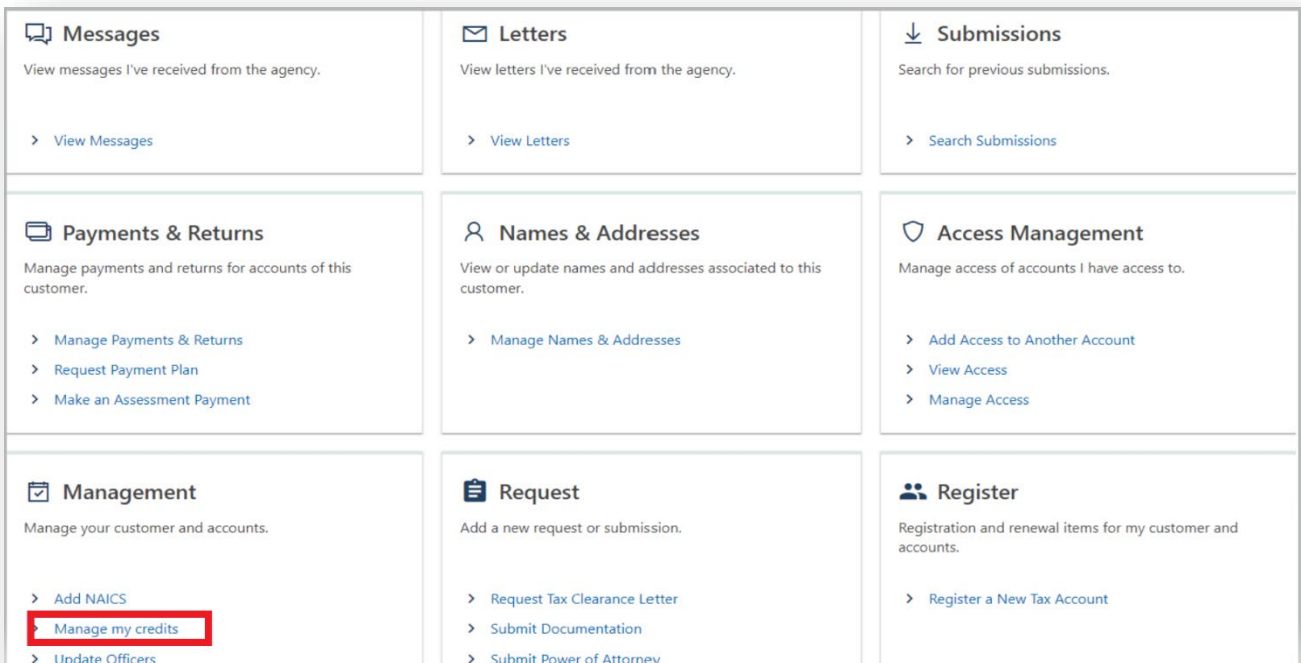 Messages
View messages I've received from the agency.
View Messages
Letters
View letters I've received from the agency.
View Letters
Submissions
Search for previous submissions.
Search Submissions
Payments & Returns
Manage payments and returns for accounts of this
customer.
Manage Payments & Returns
Request Payment Plan
Make an Assessment Payment
Names & Addresses
View or update names and addresses associated to this
customer.
Manage Names & Addresses
Access Management
Manage access of accounts I have access to.
Add Access to Another Account
View Access
Manage Access
Management
Manage your customer and accounts.
Add NAICS
Manage my credits
Update Officers
Request
Add a new request or submission.
Request Tax Clearance Letter
Submit Documentation
Submit Power of Attorney
Register
Registration and renewal items for my customer and
accounts.
Register a New Tax Account